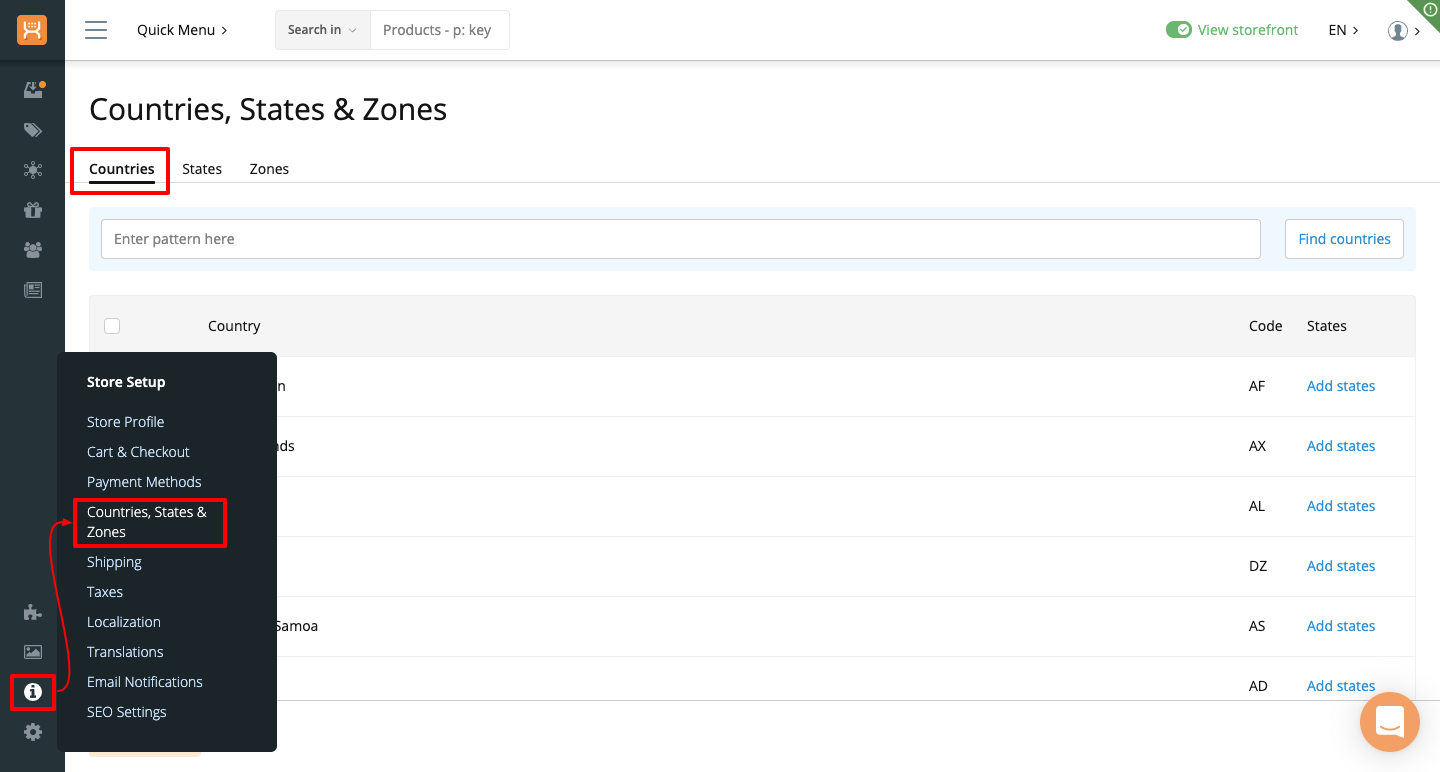 Quick Menu
Search in
Products - p: key
View storefront
EN
Countries, States & Zones
Countries
States
Zones
Enter pattern here
Find countries
Country
Code
States
AF
Add states
AX
Add states
AL
Add states
DZ
Add states
Samoa
AS
Add states
AD
Add states
Store Setup
Store Profile
Cart & Checkout
Payment Methods
Countries, States &
Zones
Shipping
Taxes
Localization
Translations
Email Notifications
SEO Settings